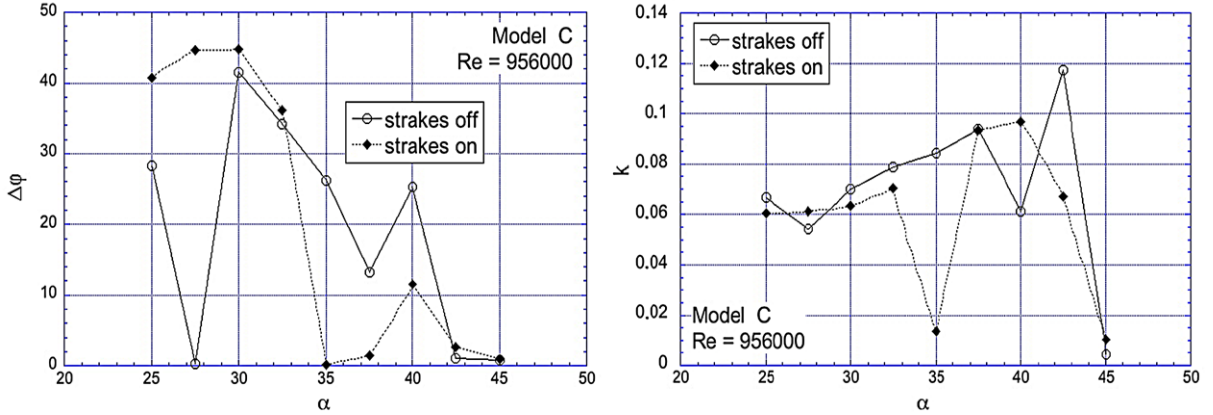 50
40
30
20
10
0
Δφ
Model C
Re = 956000
strakes off
strakes on
20 25 30 35 40 45 50
α
0.14
0.12
0.1
0.08
0.06
0.04
0.02
0
k
strakes off
strakes on
Model C
Re = 956000
20 25 30 35 40 45 50
α